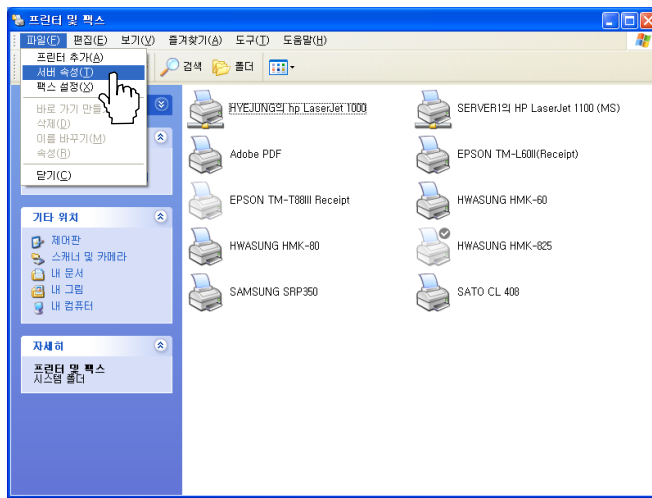 프린터 및 팩스
파일(F) 편집(E) 보기(V) 즐겨찾기(A) 도구(T) 도움말(H)
프린터 추가(A)
서버 속성(T)
팩스 설정(X)
바로 가기 만들
삭제(D)
이름 바꾸기(M)
속성(R)
닫기(C)
검색 폴더
기타 위치
제어판
스캐너 및 카메라
내 문서
내 그림
내 컴퓨터
자세히
프린터 및 팩스
시스템 폴더
HYEJUNG의 hp LaserJet 1000
SERVER1의 HP LaserJet 1100 (MS)
Adobe PDF
EPSON TM-L60II(Receipt)
EPSON TM-T88III Receipt
HWASUNG HMK-60
HWASUNG HMK-80
HWASUNG HMK-825
SAMSUNG SRP350
SATO CL 408